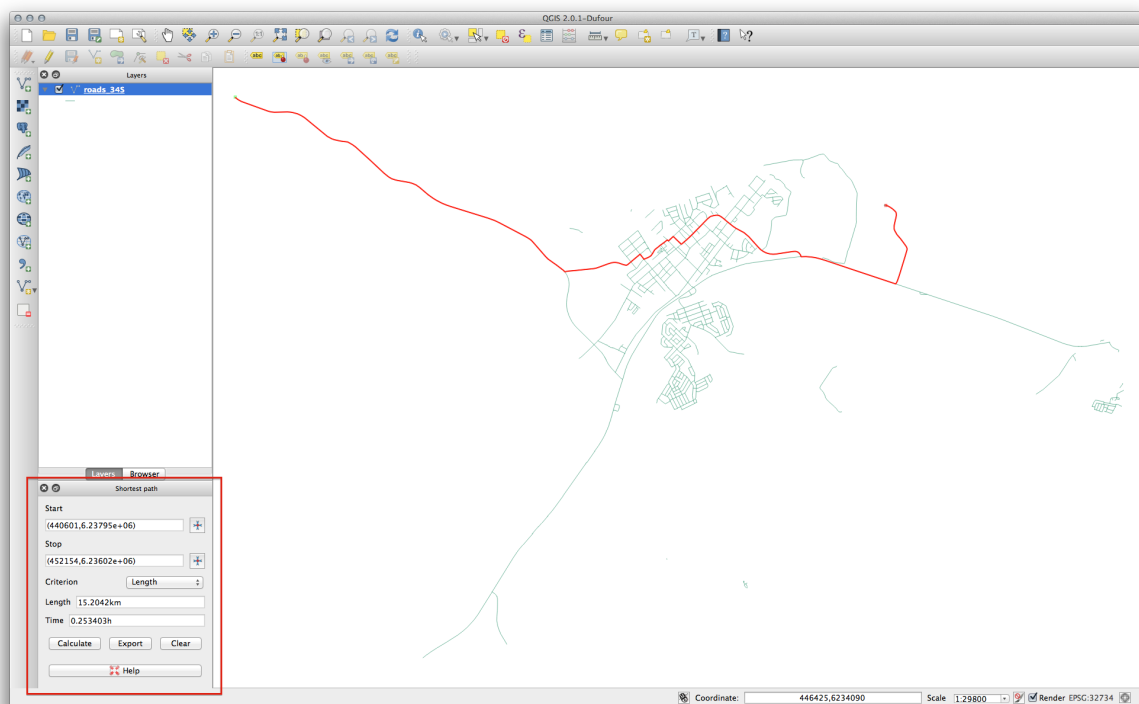 QGIS 2.0.1-Dufour
Layers
roads_34S
Layers Browser
Shortest path
Start
(440601,6.23795e+06)
Stop
(452154,6.23602e+06)
Criterion Length
Length 15.2042km
Time 0.253403h
Calculate Export Clear
Help
Coordinate: 446425,6234090 Scale 1:29800 Render EPSG:32734